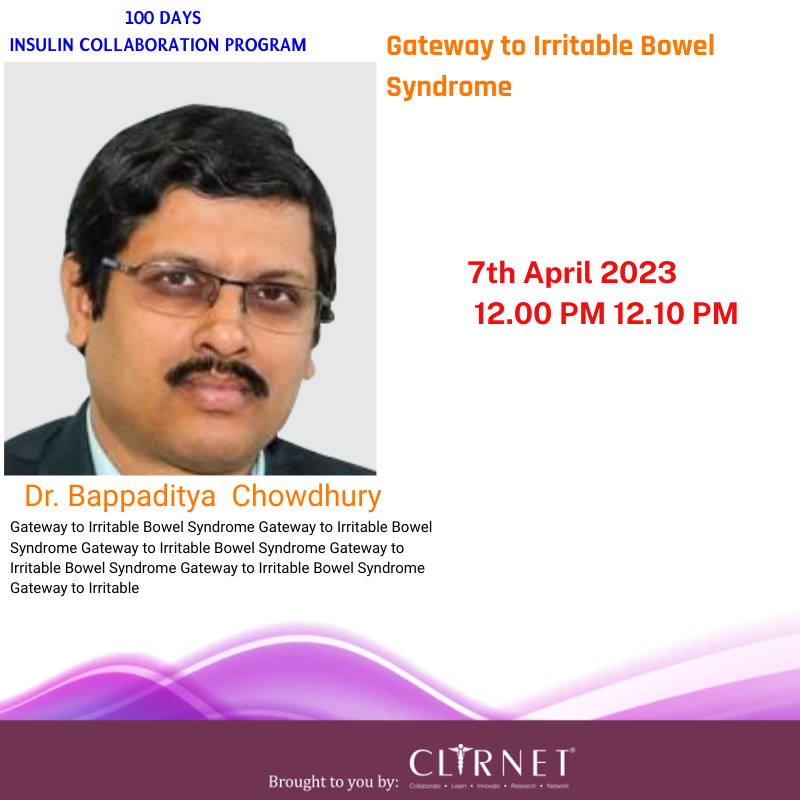 100 DAYS
INSULIN COLLABORATION PROGRAM
Gateway to Irritable Bowel
Syndrome
7th April 2023
12.00 PM 12.10 PM
Dr. Bappaditya Chowdhury
Gateway to Irritable Bowel Syndrome Gateway to Irritable Bowel
Syndrome Gateway to Irritable Bowel Syndrome Gateway to
Irritable Bowel Syndrome Gateway to Irritable Bowel Syndrome
Gateway to Irritable
Brought to you by: CLIRNET®
Collaborate • Learn • Innovate • Research • Network